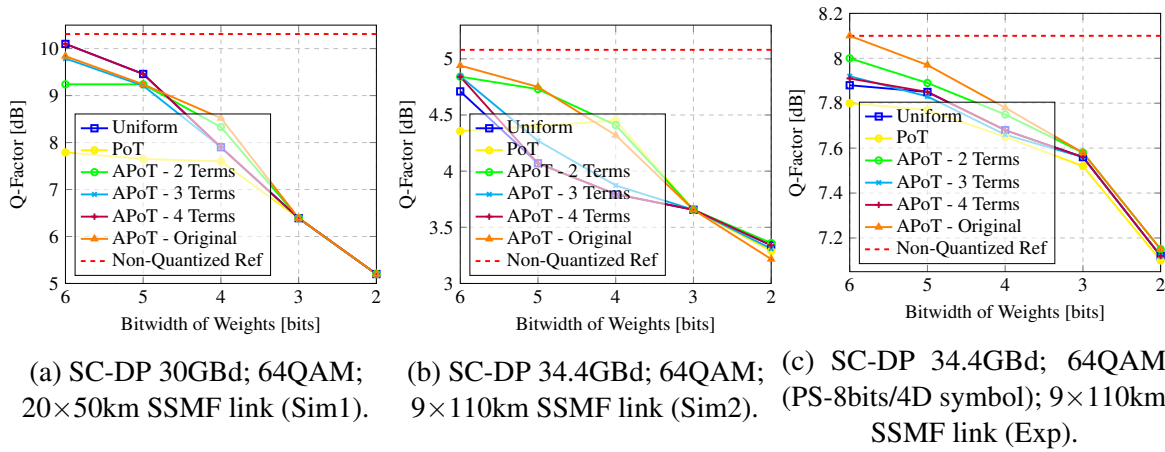 10
9
8
7
6
5
6
5
4
3
2
Q-Factor [dB]
Bitwidth of Weights [bits]
Uniform
PoT
APoT - 2 Terms
APoT - 3 Terms
APoT - 4 Terms
APoT - Original
Non-Quantized Ref
(a) SC-DP 30GBd; 64QAM;
20×50km SSMF link (Sim1).
5
4.5
4
3.5
3
6
5
4
3
2
Q-Factor [dB]
Bitwidth of Weights [bits]
Uniform
PoT
APoT - 2 Terms
APoT - 3 Terms
APoT - 4 Terms
APoT - Original
Non-Quantized Ref
(b) SC-DP 34.4GBd; 64QAM;
9×110km SSMF link (Sim2).
8.2
8
7.8
7.6
7.4
7.2
6
5
4
3
2
Q-Factor [dB]
Bitwidth of Weights [bits]
Uniform
PoT
APoT - 2 Terms
APoT - 3 Terms
APoT - 4 Terms
APoT - Original
Non-Quantized Ref
(c) SC-DP 34.4GBd; 64QAM
(PS-8bits/4D symbol); 9×110km
SSMF link (Exp).